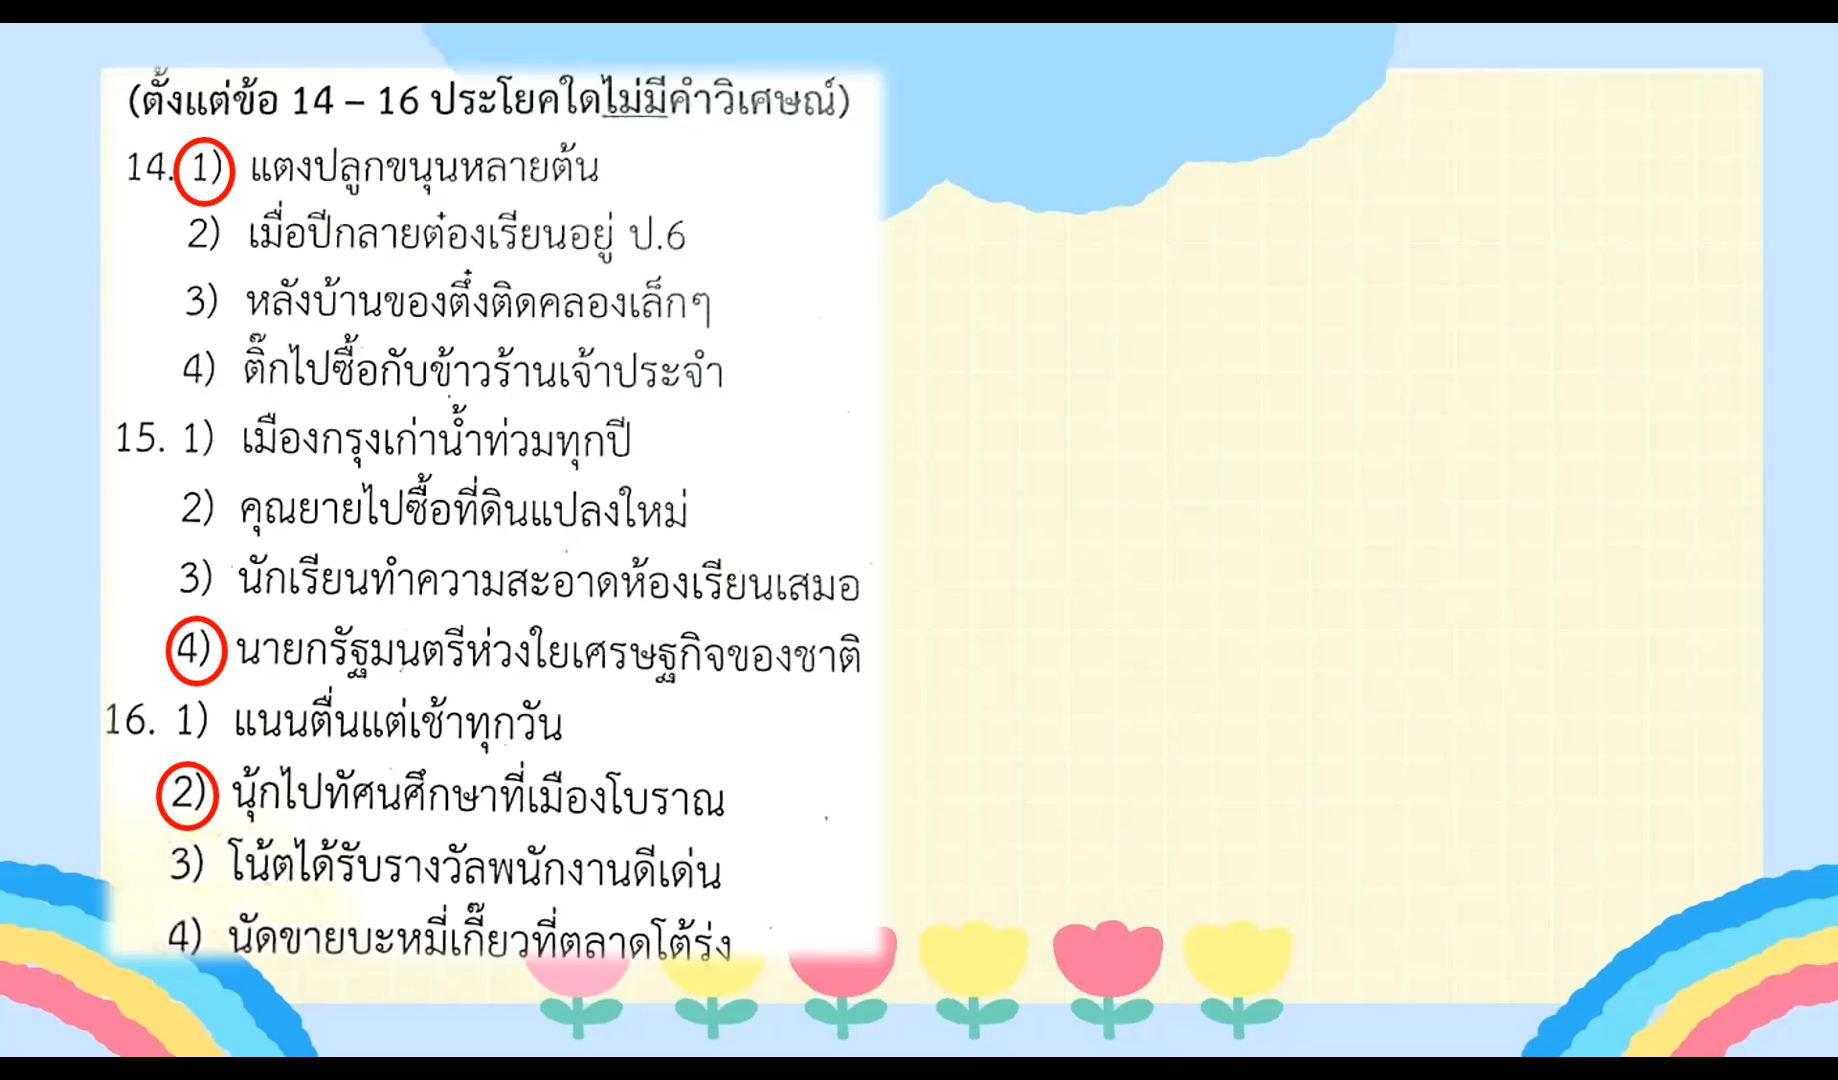 (ตั้งแต่ข้อ 14 – 16 ประโยคใดไม่มีคำวิเศษณ์)
14. 1) แตงปลูกขนุนหลายต้น
2) เมื่อปีกลายต๋องเรียนอยู่ ป.6
3) หลังบ้านของติ๋งติดคลองเล็กๆ
4) ติ๊กไปซื้อกับข้าวร้านเจ้าประจำ
15. 1) เมืองกรุงเก่าน้ำท่วมทุกปี
2) คุณยายไปซื้อที่ดินแปลงใหม่
3) นักเรียนทำความสะอาดห้องเรียนเสมอ
4) นายกรัฐมนตรีห่วงใยเศรษฐกิจของชาติ
16. 1) แนนตื่นแต่เช้าทุกวัน
2) นุ้กไปทัศนศึกษาที่เมืองโบราณ
3) โน้ตได้รับรางวัลพนักงานดีเด่น
4) นัดขายบะหมี่เกี๊ยวที่ตลาดโต้รุ่ง